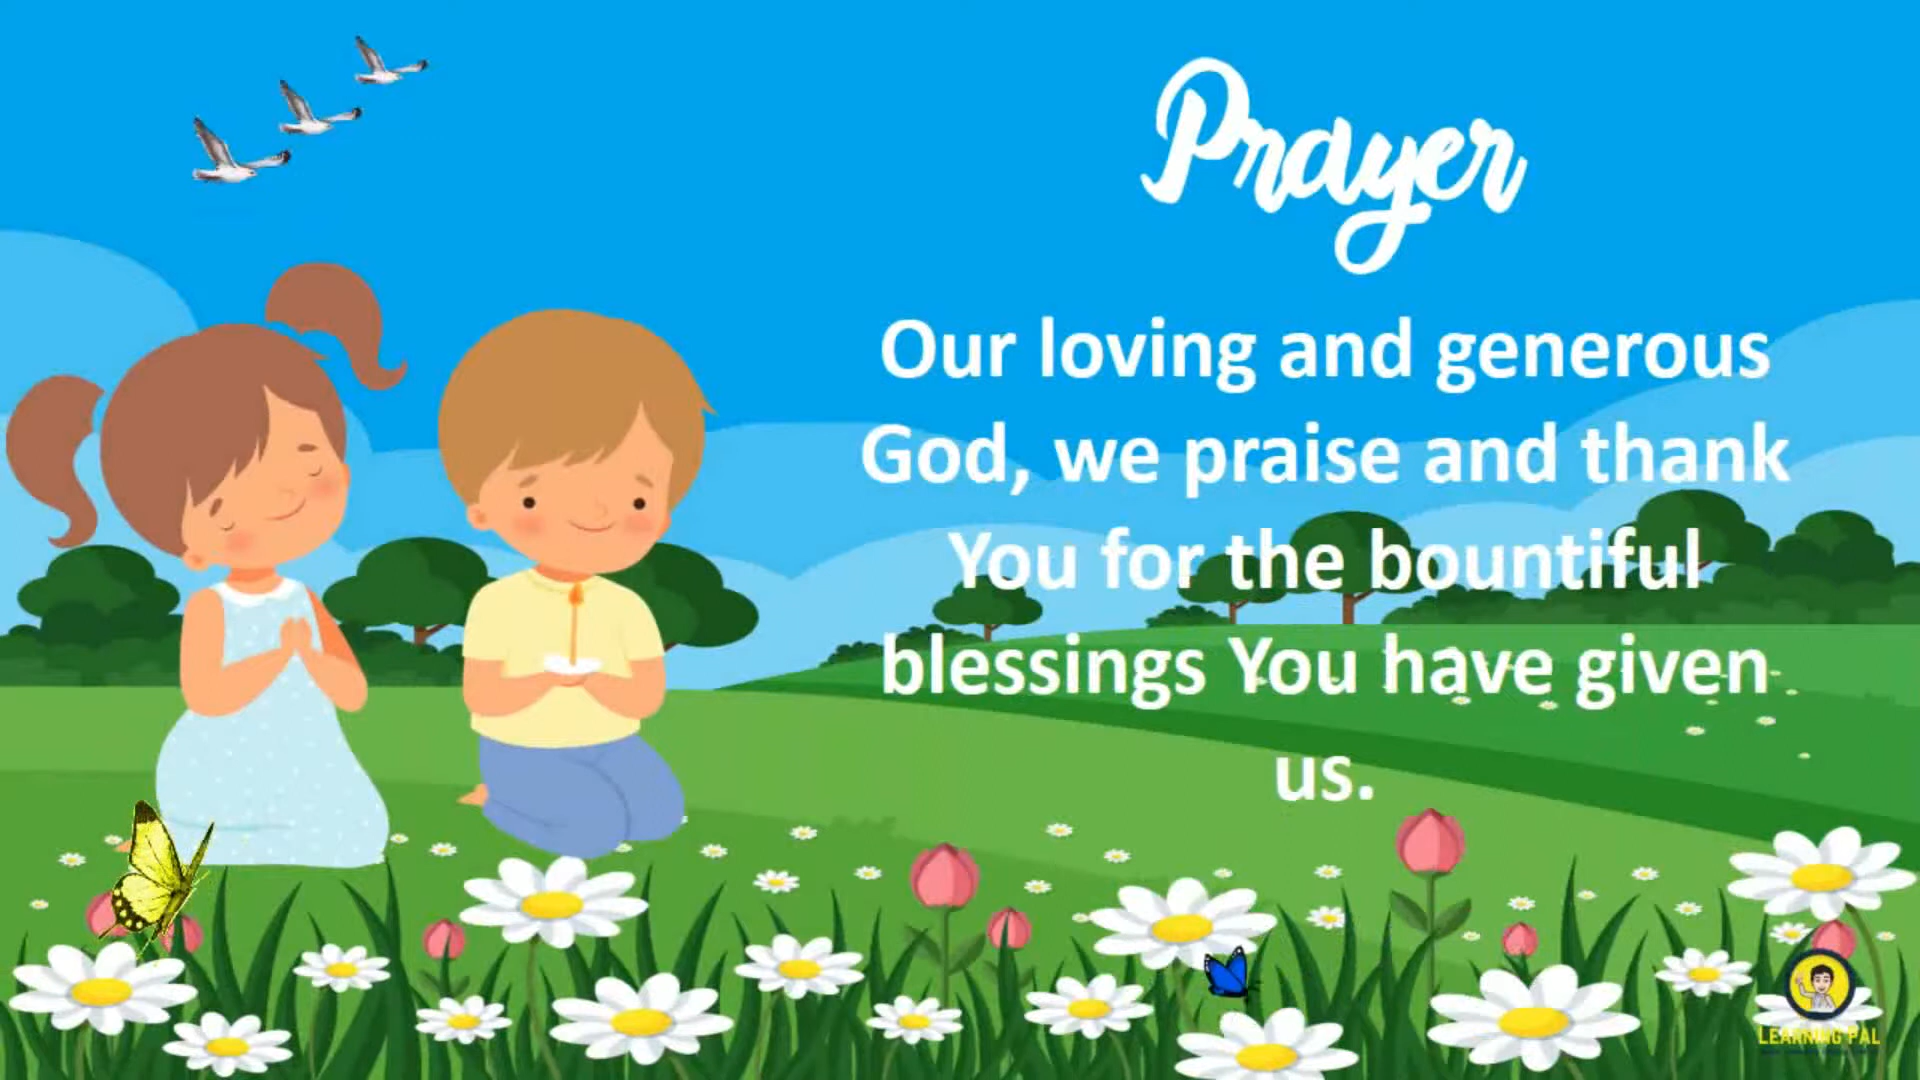 Prayer
Our loving and generous
God, we praise and thank
You for the bountiful
blessings You have given
us.
LEARNING PAL